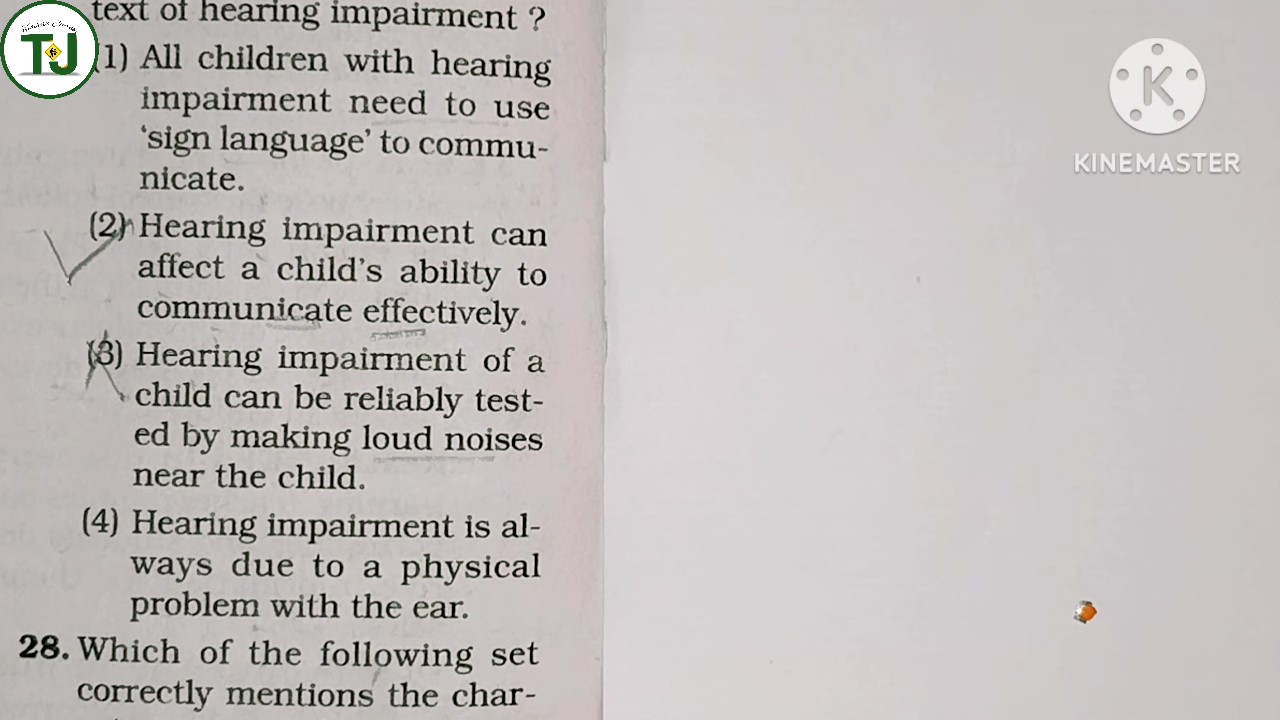 text of hearing impairment ?
TJ
(1) All children with hearing
impairment need to use
‘sign language’ to commu-
nicate.
(2) Hearing impairment can
affect a child’s ability to
communicate effectively.
(3) Hearing impairment of a
child can be reliably test-
ed by making loud noises
near the child.
(4) Hearing impairment is al-
ways due to a physical
problem with the ear.
28. Which of the following set
correctly mentions the char-
K
KINEMASTER